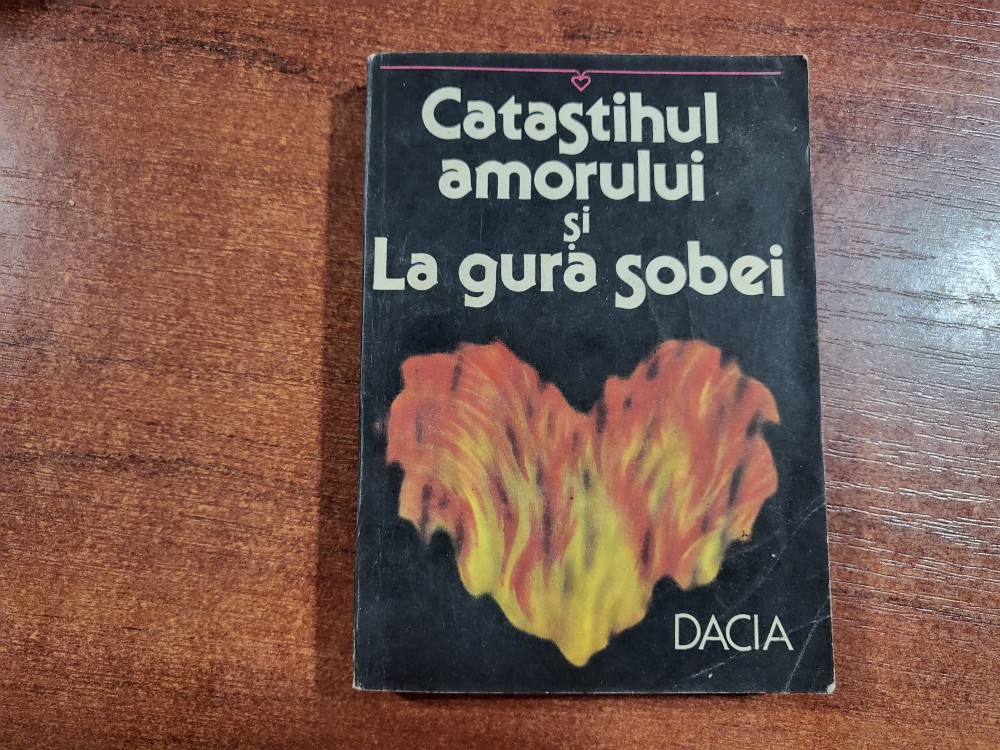 Catastihul
amorului
și
La gura sobei
DACIA